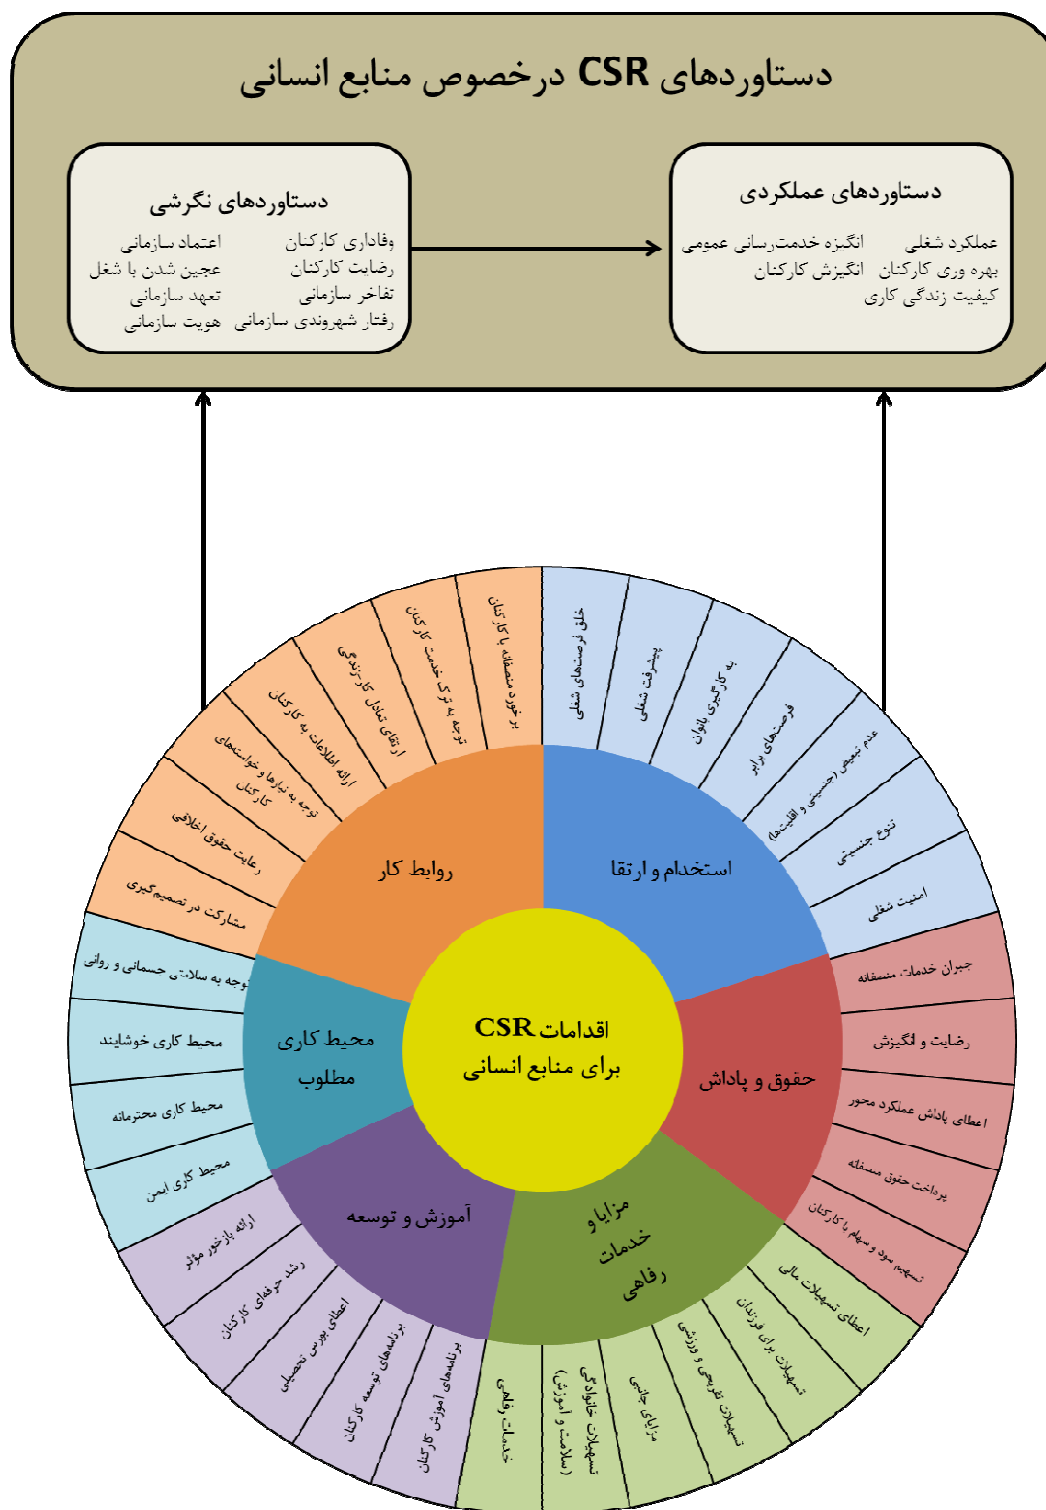 دستاوردهای CSR درخصوص منابع انسانی
دستاوردهای عملکردی
عملکرد شغلی
انگیزه خدمت‌رسانی عمومی
بهره وری کارکنان
انگیزش کارکنان
کیفیت زندگی کاری
دستاوردهای نگرشی
وفاداری کارکنان
اعتماد سازمانی
رضایت کارکنان
عجین شدن با شغل
تفاخر سازمانی
تعهد سازمانی
رفتار شهروندی سازمانی
هویت سازمانی
اقدامات CSR
برای منابع انسانی
استخدام و ارتقا
خلق فرصت‌های شغلی
پیشرفت شغلی
به کارگیری بانوان
فرصت‌های برابر
عدم تبعیض (جنسیتی و اقلیت‌ها)
تنوع جنسیتی
امنیت شغلی
حقوق و پاداش
جبران خدمات منصفانه
رضایت و انگیزش
اعطای پاداش عملکرد محور
پرداخت حقوق منصفانه
تسهیم سود و سهام با کارکنان
مزایا و
خدمات
رفاهی
اعطای تسهیلات مالی
تسهیلات برای فرزندان
تسهیلات تفریحی و ورزشی
مزایای جانبی
تسهیلات خانوادگی
(سلامت و آموزش)
خدمات رفاهی
آموزش و توسعه
برنامه‌های آموزش کارکنان
برنامه‌های توسعه کارکنان
اعطای بورس تحصیلی
رشد حرفه‌ای کارکنان
ارائه بازخور مؤثر
محیط کاری
مطلوب
محیط کاری ایمن
محیط کاری محترمانه
محیط کاری خوشایند
توجه به سلامتی جسمانی و روانی
روابط کار
مشارکت در تصمیم‌گیری
رعایت حقوق اخلاقی
توجه به نیازها و خواسته‌های
کارکنان
ارائه اطلاعات به کارکنان
ارتقای تعادل کار-زندگی
توجه به ترک خدمت کارکنان
برخورد منصفانه با کارکنان